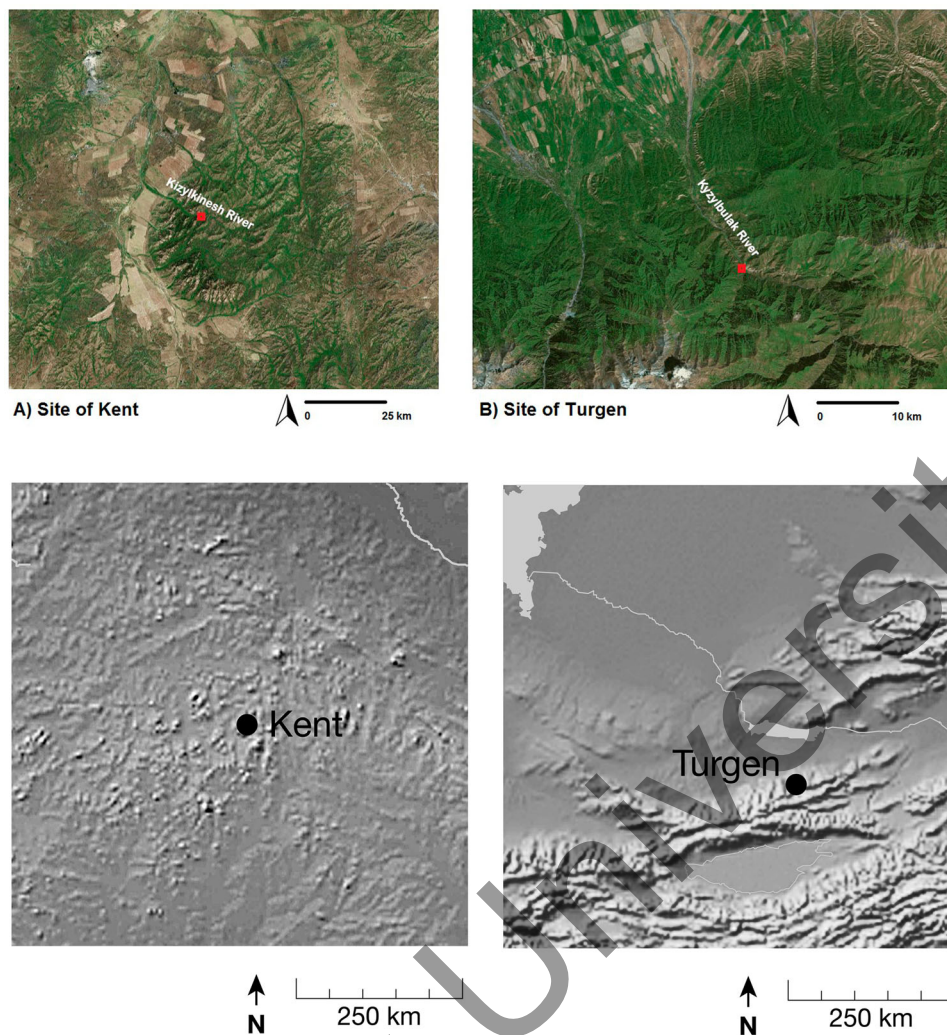 Kizylkinesh River
Kyzylbulak River
A) Site of Kent
0 25 km
B) Site of Turgen
0 10 km
Kent
Turgen
N
250 km
N
250 km